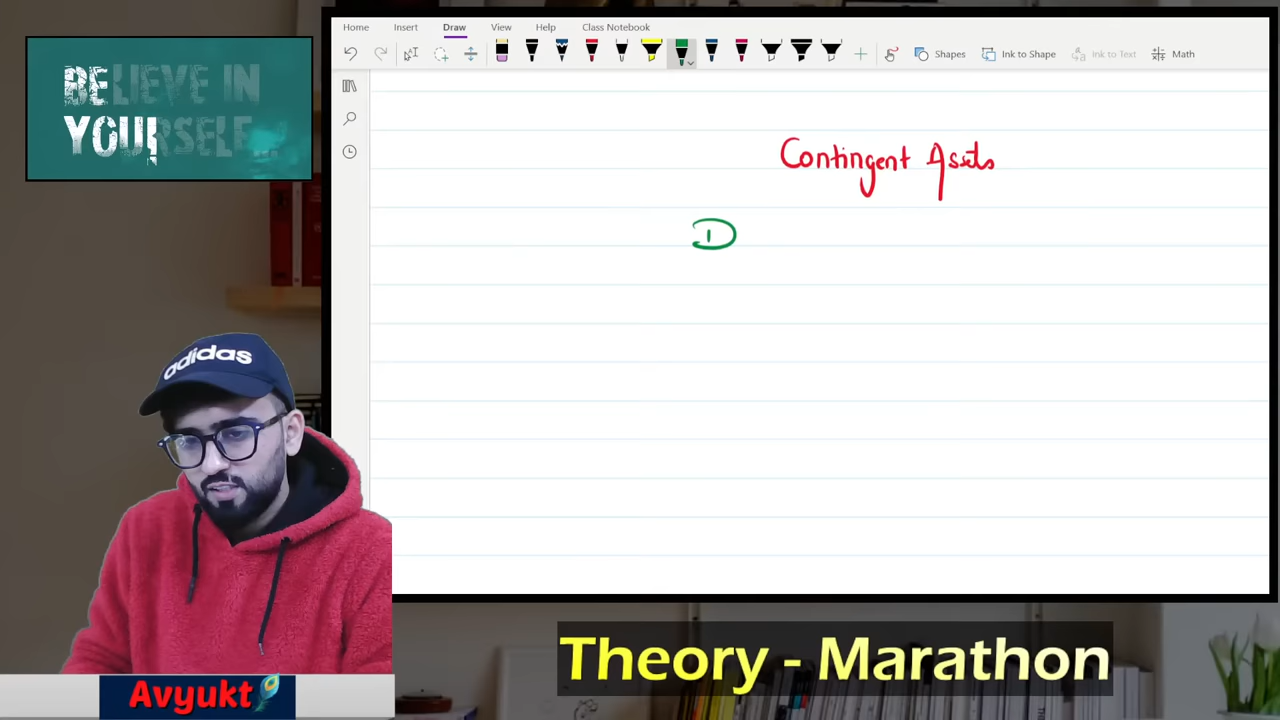 Home Insert Draw View Help Class Notebook
Shapes Ink to Shape Ink to Text Math
BELIEVE IN
YOURSELF...
Contingent Assets
D
adidas
Theory - Marathon
Avyukt